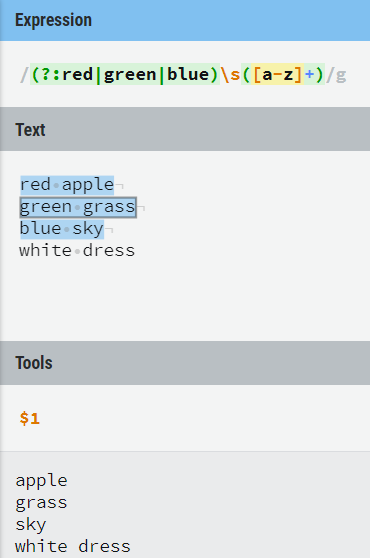 Expression
/(?:red|green|blue)\s([a-z]+)/g
Text
red apple
green grass
blue sky
white dress
Tools
$1
apple
grass
sky
white dress